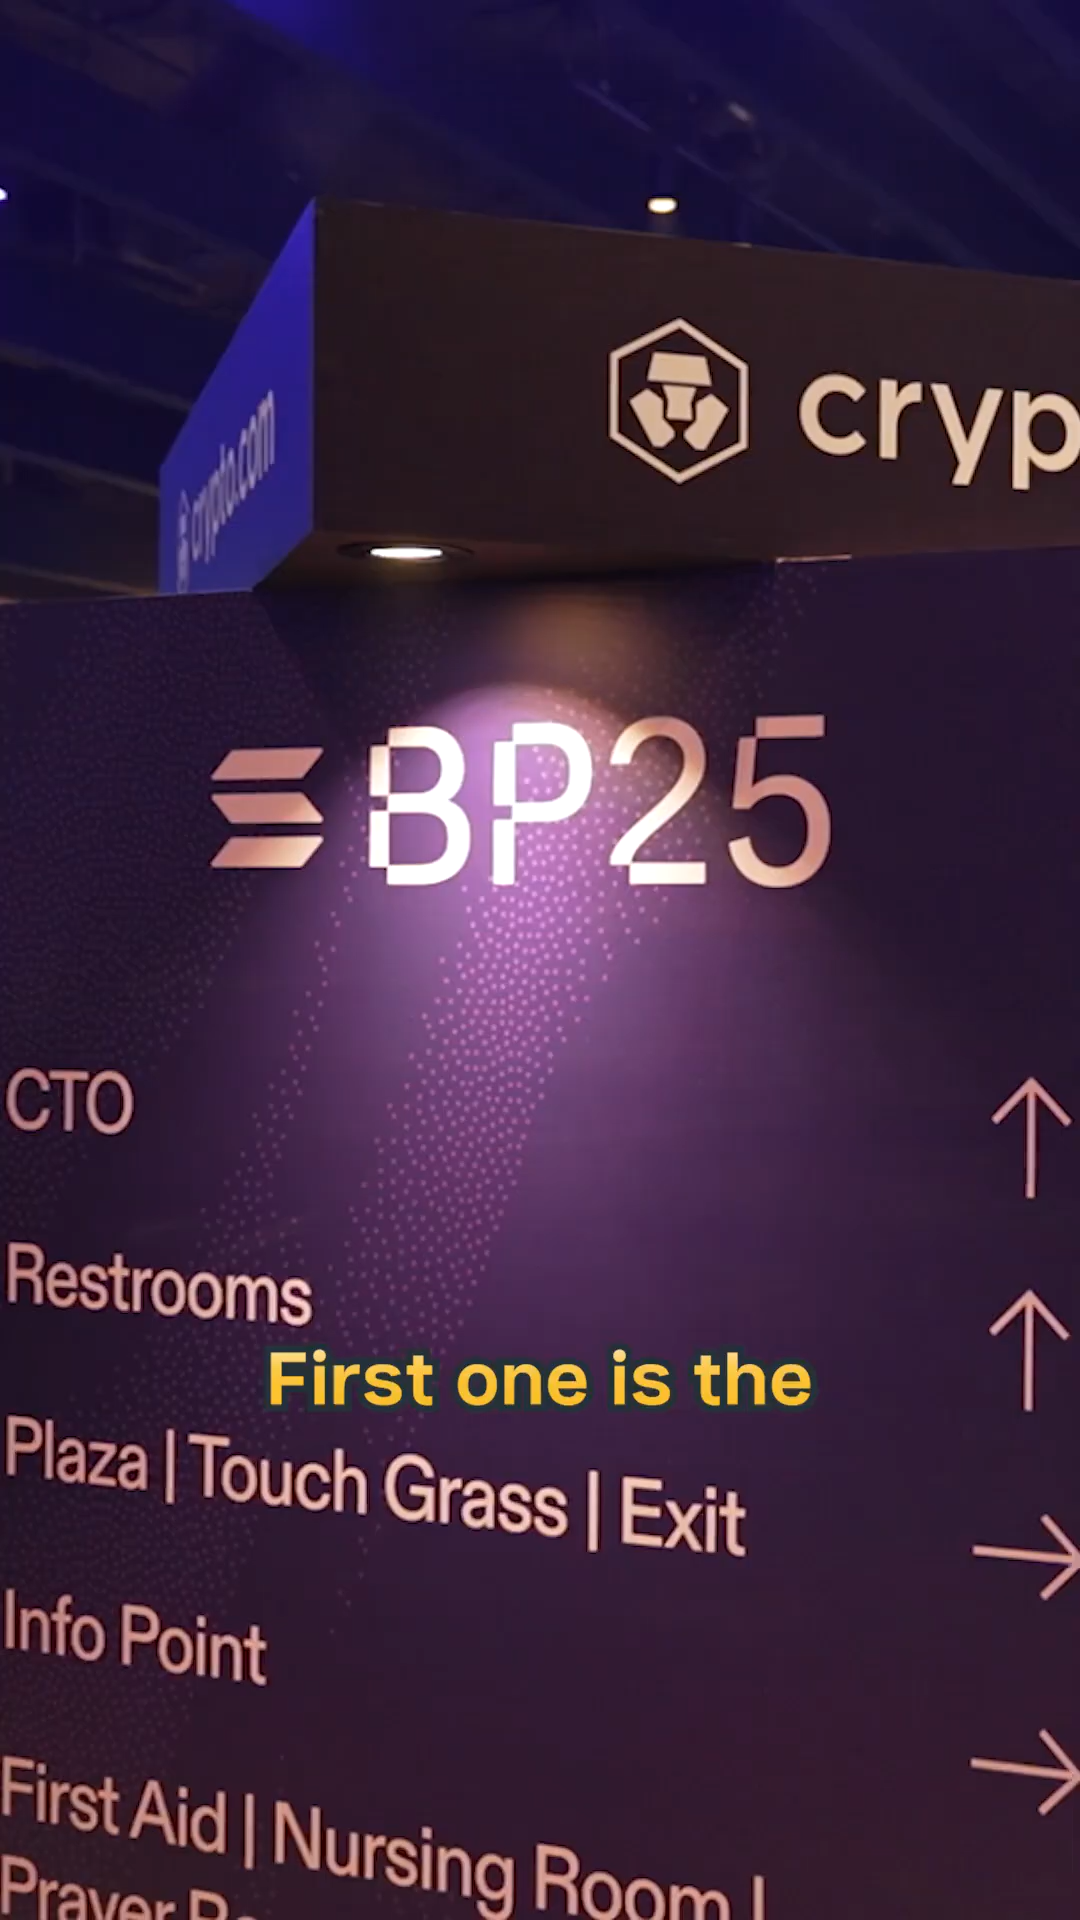 crypto.com
cryp
BP25
CTO
Restrooms
First one is the
Plaza | Touch Grass | Exit
Info Point
First Aid | Nursing Room |
Prayer